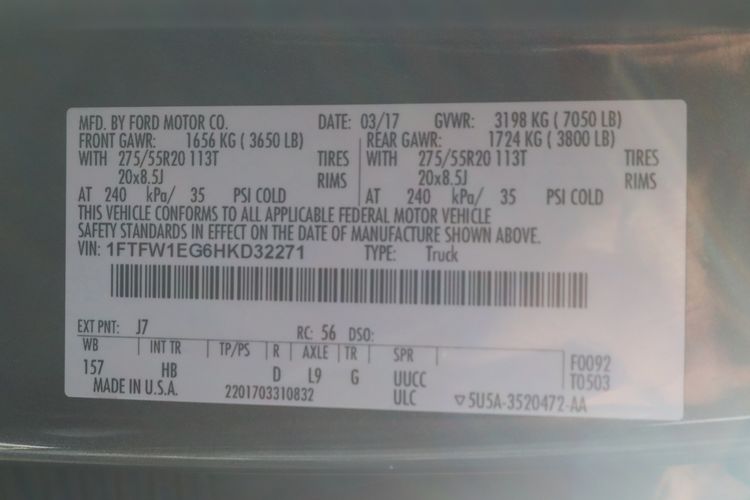 MFD. BY FORD MOTOR CO. DATE: 03/17 GVWR: 3198 KG ( 7050 LB)
FRONT GAWR: 1656 KG ( 3650 LB) REAR GAWR: 1724 KG ( 3800 LB)
WITH 275/55R20 113T TIRES WITH 275/55R20 113T TIRES
20x8.5J RIMS 20x8.5J RIMS
AT 240 kPa/ 35 PSI COLD AT 240 kPa/ 35 PSI COLD
THIS VEHICLE CONFORMS TO ALL APPLICABLE FEDERAL MOTOR VEHICLE
SAFETY STANDARDS IN EFFECT ON THE DATE OF MANUFACTURE SHOWN ABOVE.
VIN: 1FTFW1EG6HKD32271 TYPE: Truck
EXT PNT: J7 RC: 56 DSO:
WB INT TR TP/PS R AXLE TR SPR
157 HB D L9 G UUCC F0092
ULC T0503
MADE IN U.S.A. 2201703310832 5U5A-3520472-AA